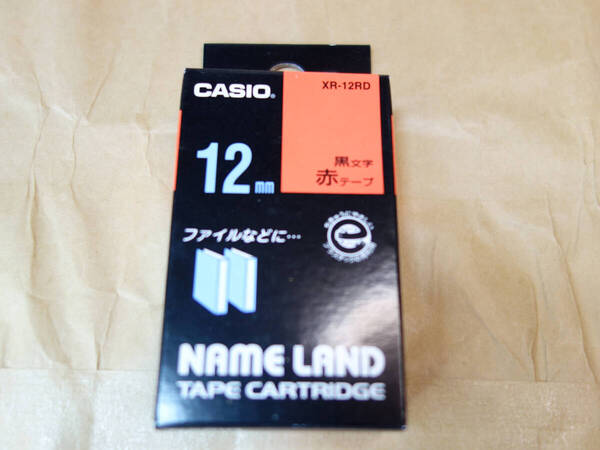 CASIO
XR-12RD
12mm
黒文字
赤テープ
ファイルなどに…
e
NAME LAND
TAPE CARTRIDGE